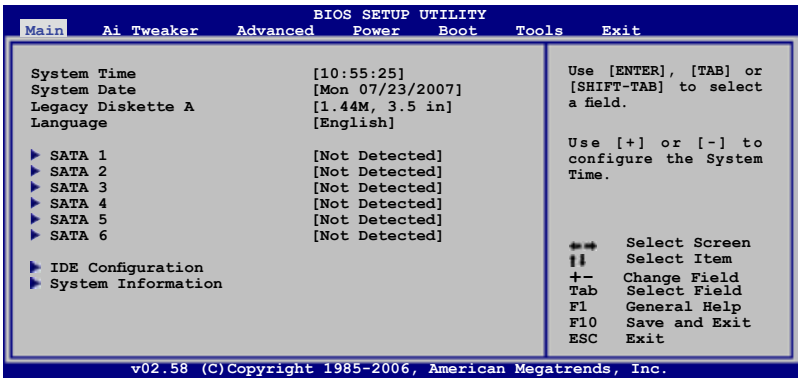 BIOS SETUP UTILITY
Main Ai Tweaker Advanced Power Boot Tools Exit
System Time [10:55:25]
System Date [Mon 07/23/2007]
Legacy Diskette A [1.44M, 3.5 in]
Language [English]
SATA 1 [Not Detected]
SATA 2 [Not Detected]
SATA 3 [Not Detected]
SATA 4 [Not Detected]
SATA 5 [Not Detected]
SATA 6 [Not Detected]
IDE Configuration
System Information
Use [ENTER], [TAB] or
[SHIFT-TAB] to select
a field.
Use [+] or [-] to
configure the System
Time.
Select Screen
Select Item
+- Change Field
Tab Select Field
F1 General Help
F10 Save and Exit
ESC Exit
v02.58 (C)Copyright 1985-2006, American Megatrends, Inc.